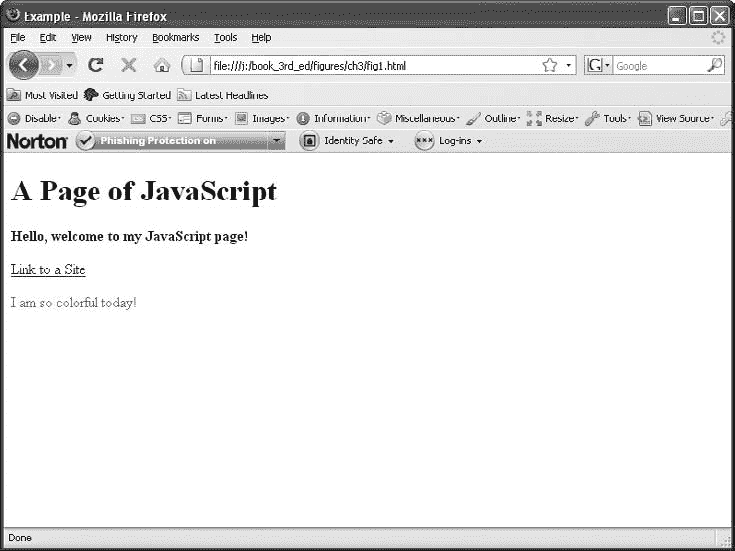 Example - Mozilla Firefox
File Edit View History Bookmarks Tools Help
file:///j:/book_3rd_ed/figures/ch3/fig1.html G Google
Most Visited Getting Started Latest Headlines
Disable Cookies CSS Forms Images Information Miscellaneous Outline Resize Tools View Source
Norton Phishing Protection on Identity Safe Log-ins
A Page of JavaScript
Hello, welcome to my JavaScript page!
Link to a Site
I am so colorful today!
Done